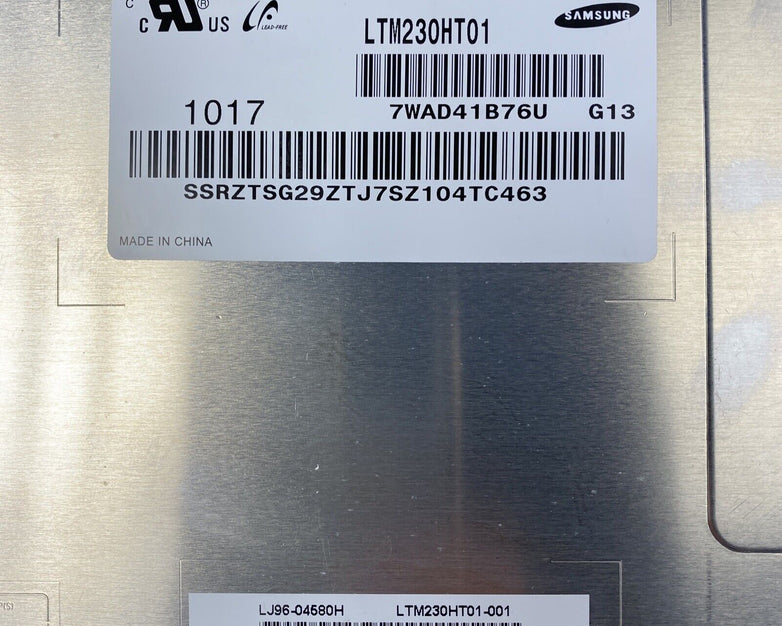 c US LEAD-FREE SAMSUNG
LTM230HT01
1017 7WAD41B76U G13
SSRZTSG29ZTJ7SZ104TC463
MADE IN CHINA
LJ96-04580H LTM230HT01-001